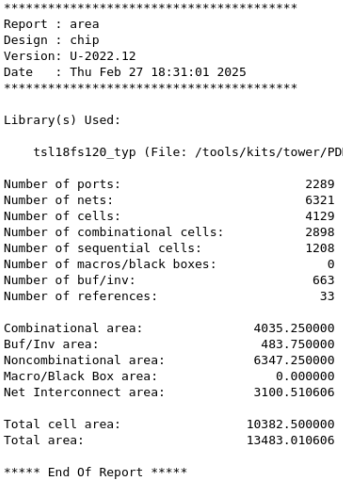 ****************************************
Report : area
Design : chip
Version: U-2022.12
Date   : Thu Feb 27 18:31:01 2025
****************************************
Library(s) Used:
    tsl18fs120_typ (File: /tools/kits/tower/PD
Number of ports:                         2289
Number of nets:                          6321
Number of cells:                         4129
Number of combinational cells:           2898
Number of sequential cells:              1208
Number of macros/black boxes:               0
Number of buf/inv:                        663
Number of references:                      33
Combinational area:               4035.250000
Buf/Inv area:                      483.750000
Noncombinational area:            6347.250000
Macro/Black Box area:                0.000000
Net Interconnect area:            3100.510606
Total cell area:                 10382.500000
Total area:                      13483.010606
***** End Of Report *****